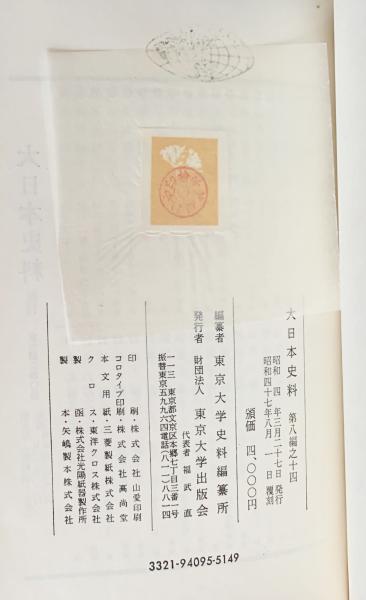 大日本史料 第八編之十四
昭和四年三月二十七日 発行
昭和四十七年八月一日 覆刻
頒価 四、〇〇〇円
編纂者 東京大学史料編纂所
発行者 財団法人 東京大学出版会
代表者 福武直
一一三 東京都文京区本郷七丁目三番一号
振替東京五九九六四電話(八一一)八八一四
印刷・株式会社 山愛印刷
コロタイプ印刷・株式会社 萬尚堂
本文用紙・三菱製紙株式会社
クロス・東洋クロス株式会社
製函・株式会社光陽紙器製作所
製本・矢嶋製本株式会社
3321-94095-5149
大日本史料